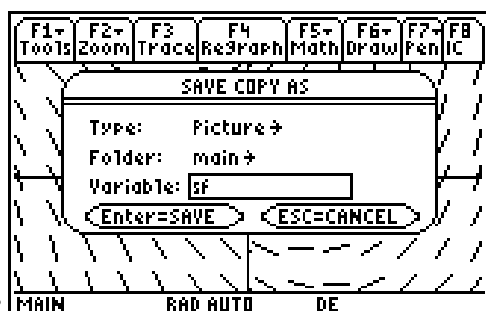 F1▾ F2▾ F3 F4 F5▾ F6▾ F7▾ F8
Tools Zoom Trace ReGraph Math Draw Pen IC
SAVE COPY AS
Type: Picture→
Folder: main→
Variable: sf
Enter=SAVE ESC=CANCEL
MAIN RAD AUTO DE